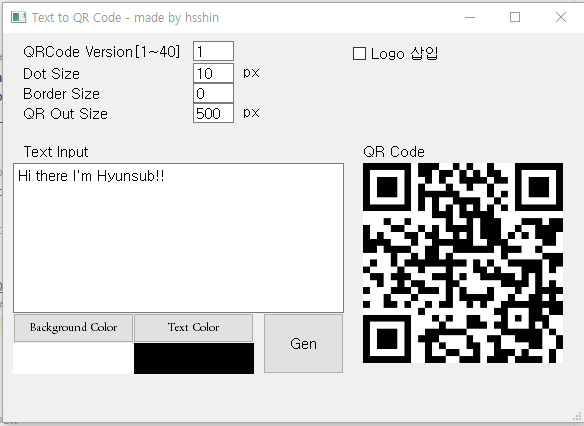 Text to QR Code - made by hsshin
QRCode Version[1~40] 1
Logo 삽입
Dot Size 10 px
Border Size 0
QR Out Size 500 px
Text Input
QR Code
Hi there I'm Hyunsub!!
Background Color
Text Color
Gen